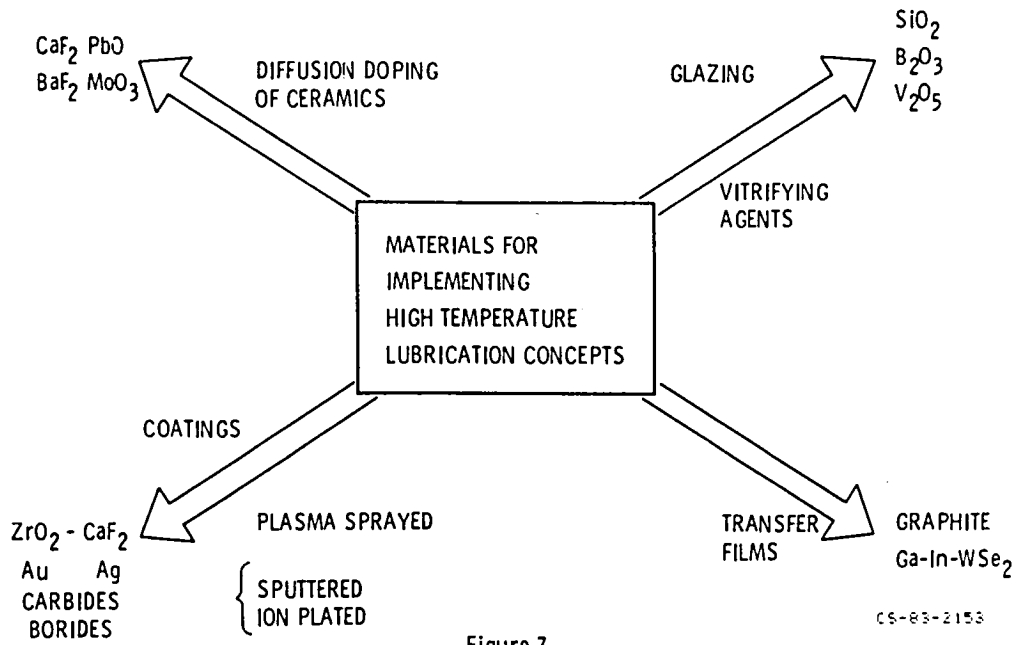 CaF₂ PbO
BaF₂ MoO₃
DIFFUSION DOPING
OF CERAMICS
GLAZING
SiO₂
B₂O₃
V₂O₅
VITRIFYING
AGENTS
MATERIALS FOR
IMPLEMENTING
HIGH TEMPERATURE
LUBRICATION CONCEPTS
COATINGS
PLASMA SPRAYED
ZrO₂ - CaF₂
Au Ag
CARBIDES
BORIDES
SPUTTERED
ION PLATED
TRANSFER
FILMS
GRAPHITE
Ga-In-WSe₂
CS-83-2153
Figure 7